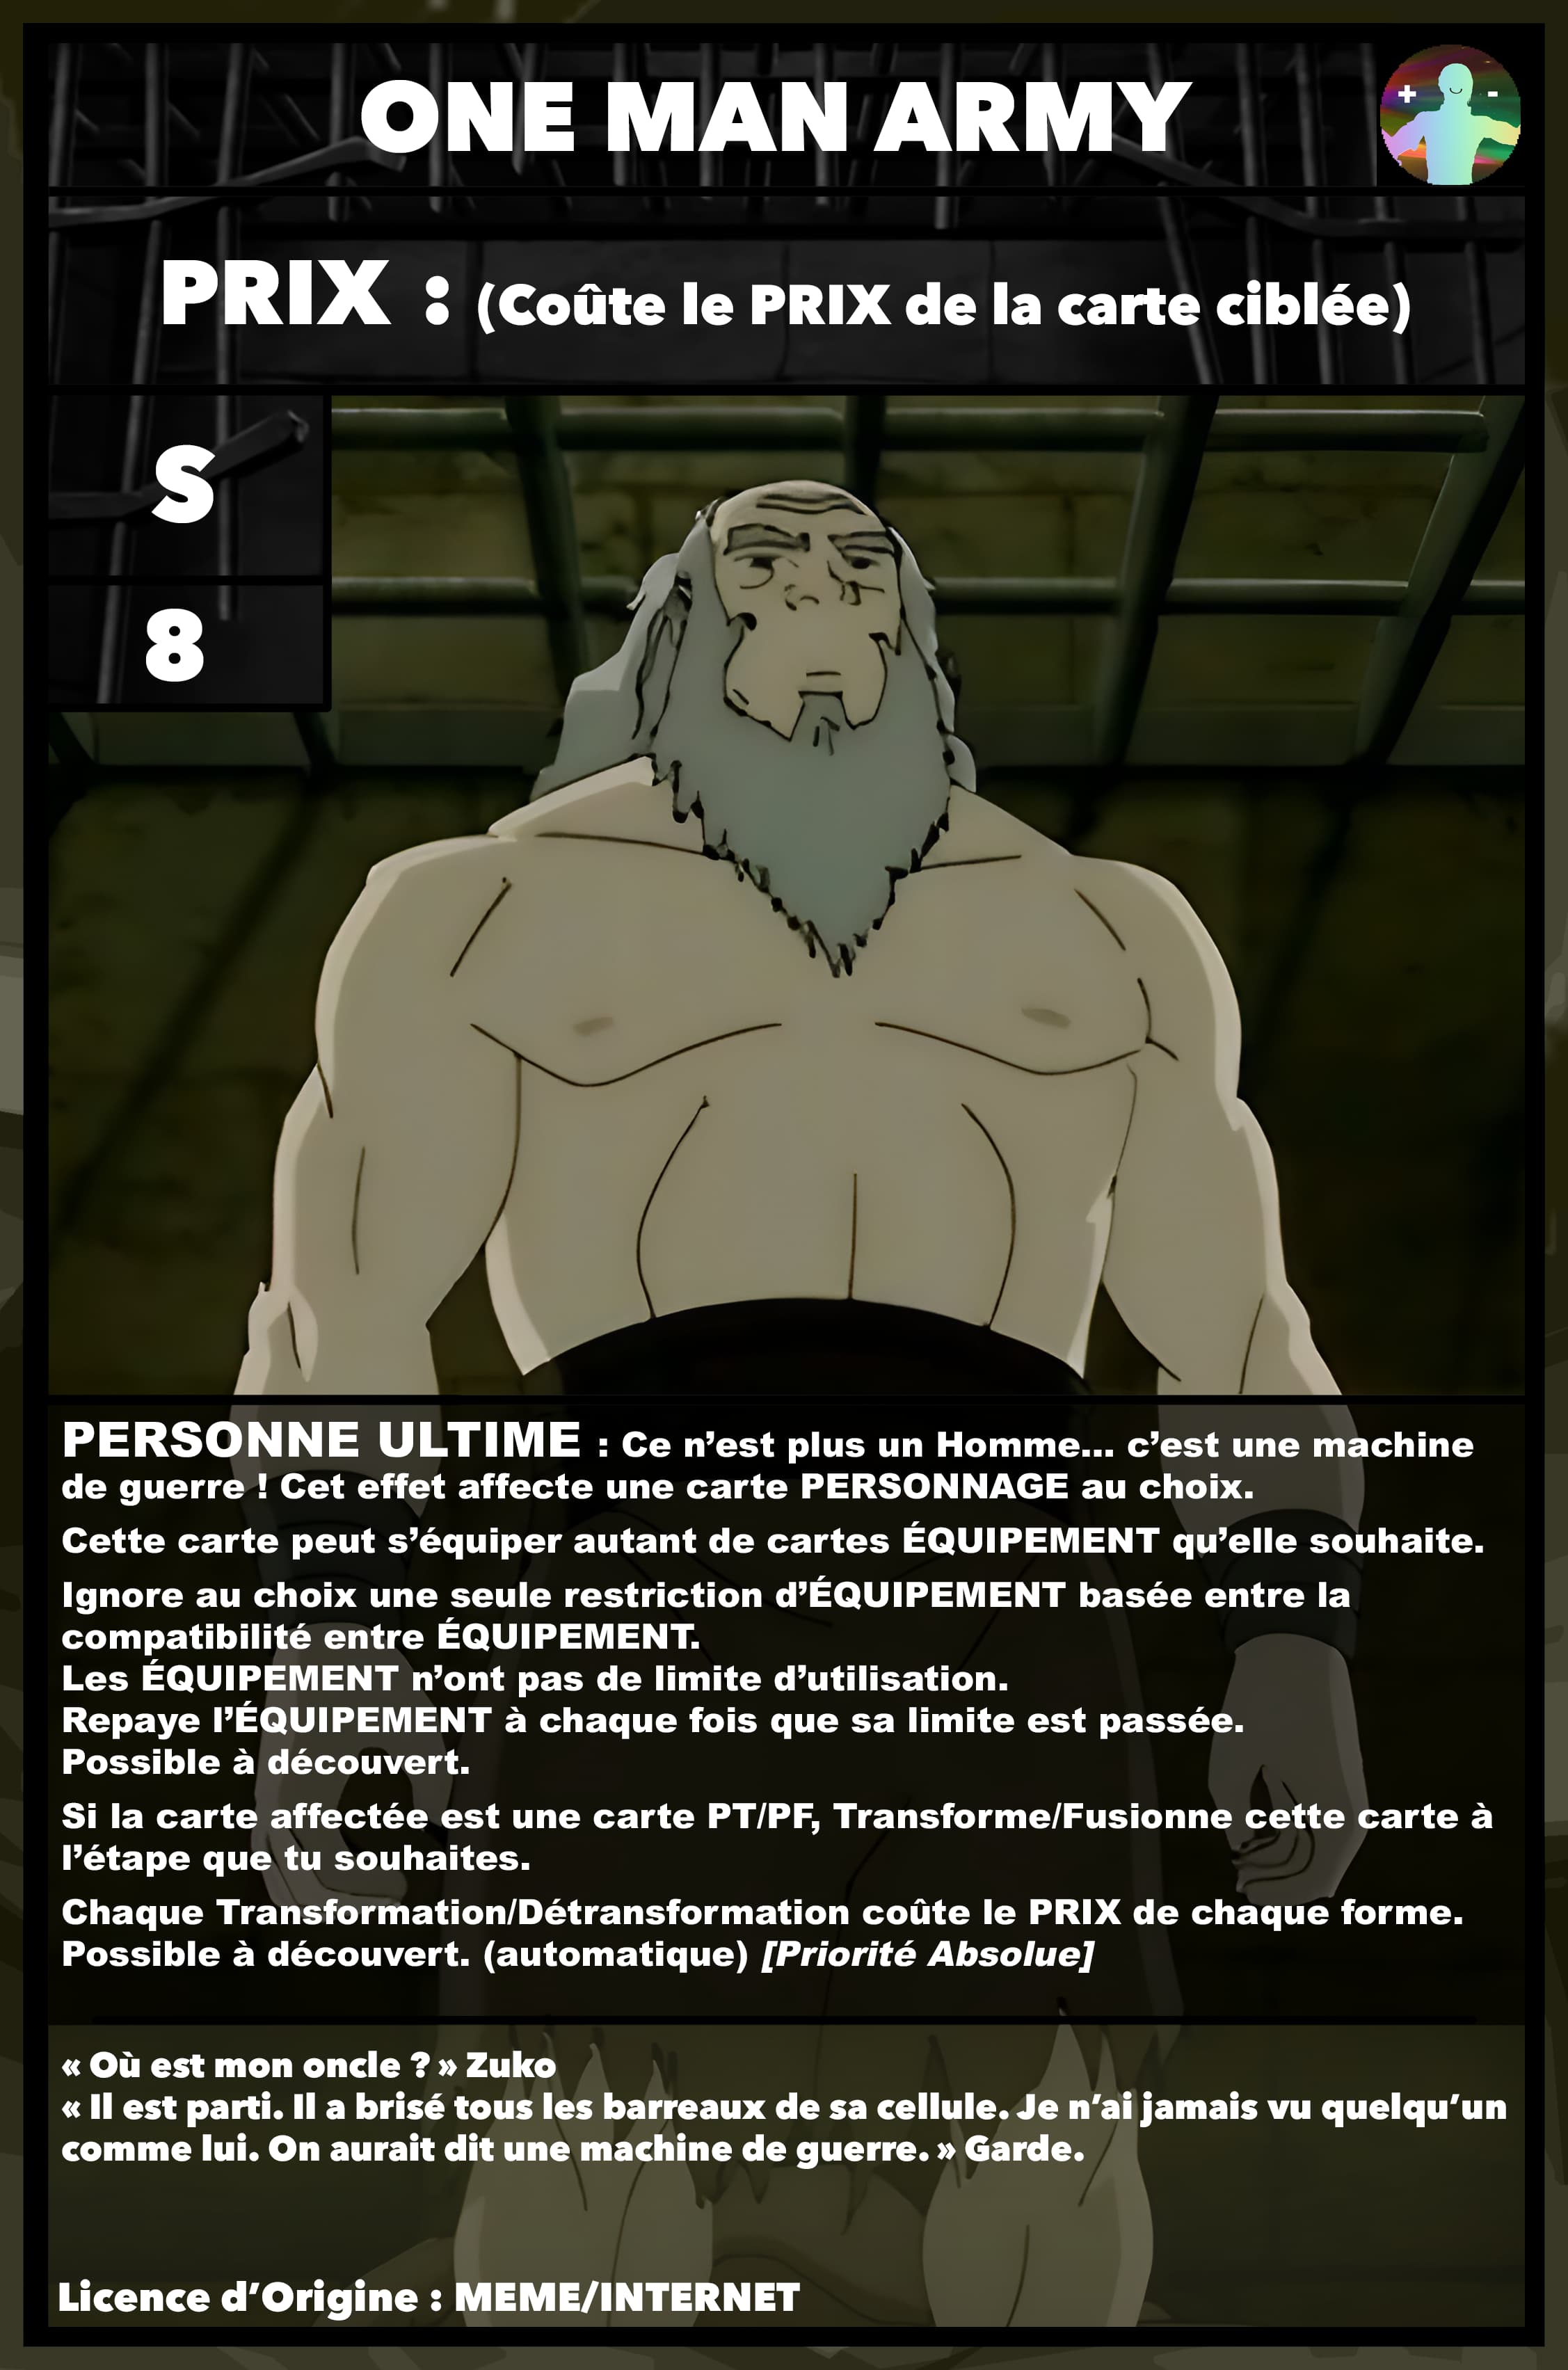 ONE MAN ARMY
+ -
PRIX : (Coûte le PRIX de la carte ciblée)
S
8
PERSONNE ULTIME : Ce n’est plus un Homme... c’est une machine
de guerre ! Cet effet affecte une carte PERSONNAGE au choix.
Cette carte peut s’équiper autant de cartes ÉQUIPEMENT qu’elle souhaite.
Ignore au choix une seule restriction d’ÉQUIPEMENT basée entre la
compatibilité entre ÉQUIPEMENT.
Les ÉQUIPEMENT n’ont pas de limite d’utilisation.
Repaye l’ÉQUIPEMENT à chaque fois que sa limite est passée.
Possible à découvert.
Si la carte affectée est une carte PT/PF, Transforme/Fusionne cette carte à
l’étape que tu souhaites.
Chaque Transformation/Détransformation coûte le PRIX de chaque forme.
Possible à découvert. (automatique) [Priorité Absolue]
« Où est mon oncle ? » Zuko
« Il est parti. Il a brisé tous les barreaux de sa cellule. Je n’ai jamais vu quelqu’un
comme lui. On aurait dit une machine de guerre. » Garde.
Licence d’Origine : MEME/INTERNET